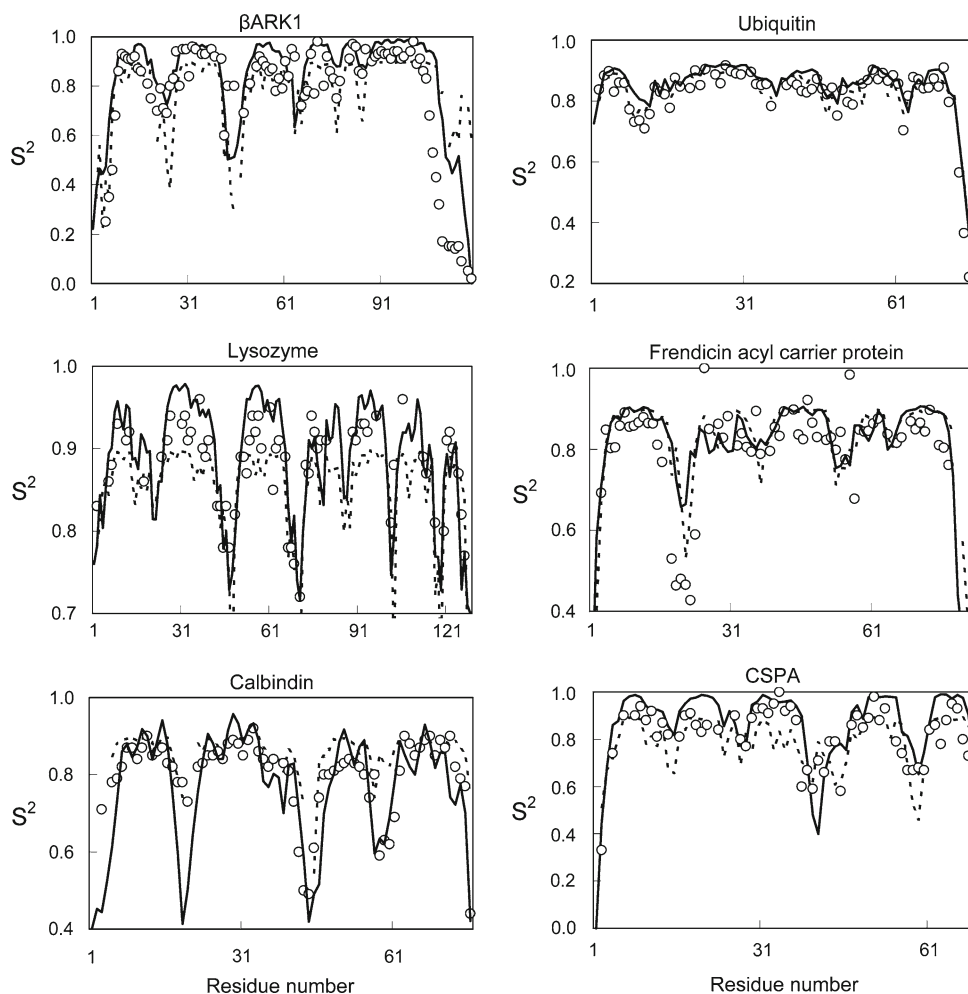 βARK1
1.0
0.8
0.6
S²
0.4
0.2
0.0
1 31 61 91
Ubiquitin
1.0
0.8
0.6
S²
0.4
0.2
1 31 61
Lysozyme
1.0
0.9
S²
0.8
0.7
1 31 61 91 121
Frendicin acyl carrier protein
1.0
0.8
S²
0.6
0.4
1 31 61
Calbindin
1.0
0.8
S²
0.6
0.4
1 31 61
Residue number
CSPA
1.0
0.8
0.6
S²
0.4
0.2
0.0
1 31 61
Residue number